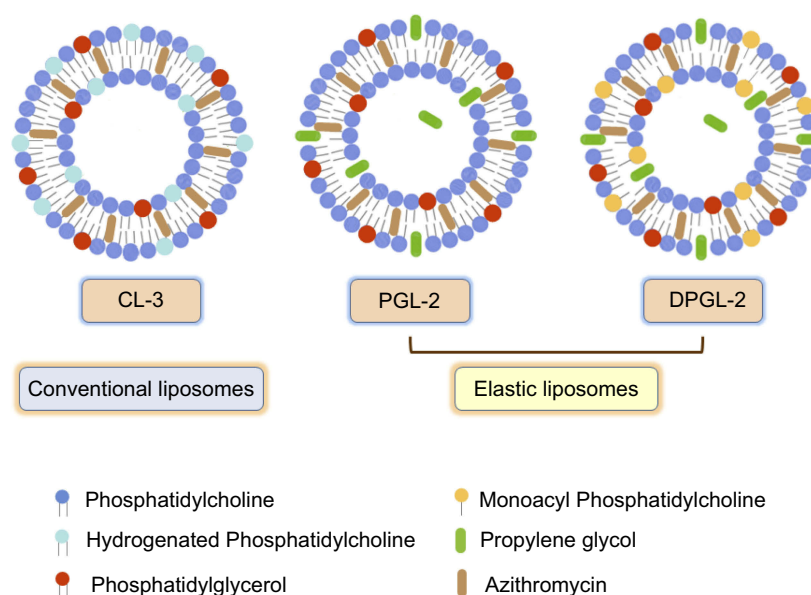 CL-3
PGL-2
DPGL-2
Conventional liposomes
Elastic liposomes
Phosphatidylcholine
Monoacyl Phosphatidylcholine
Hydrogenated Phosphatidylcholine
Propylene glycol
Phosphatidylglycerol
Azithromycin